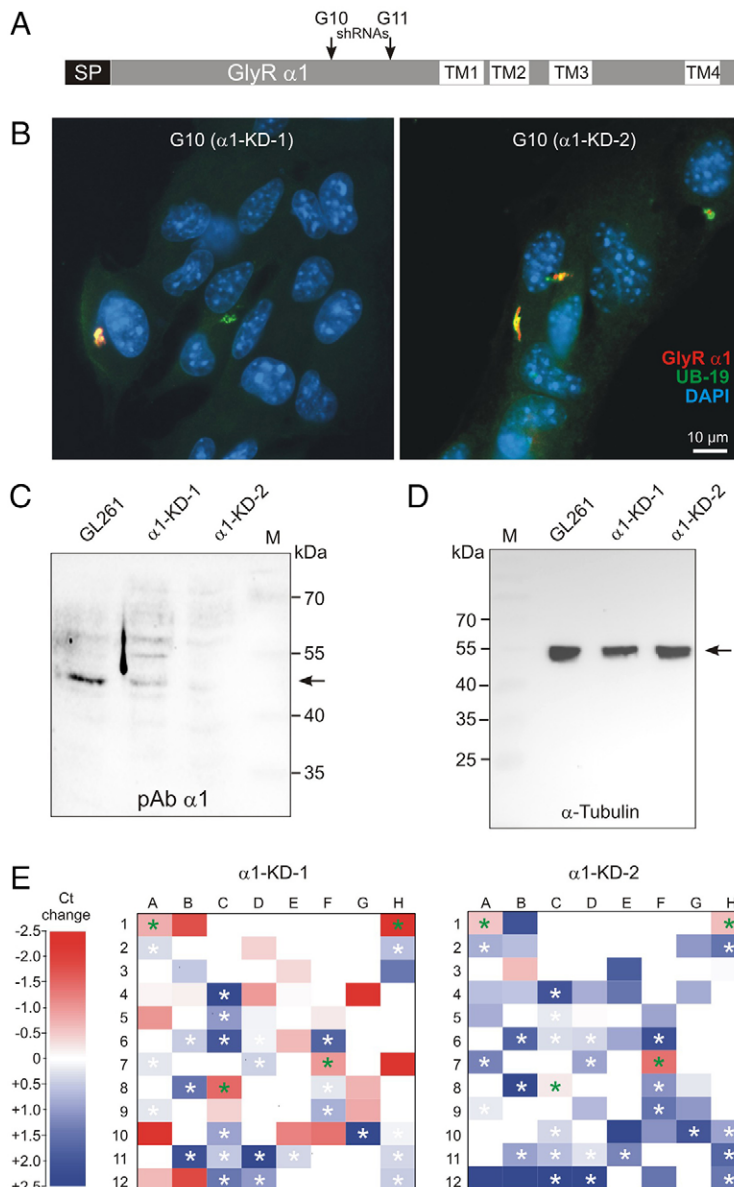 A
G10 G11
shRNAs
SP GlyR α1 TM1 TM2 TM3 TM4
B
G10 (α1-KD-1) G10 (α1-KD-2)
GlyR α1
UB-19
DAPI
10 µm
C
GL261 α1-KD-1 α1-KD-2 M
kDa
70
55
40
35
pAb α1
D
M GL261 α1-KD-1 α1-KD-2
kDa
70
55
40
35
25
α-Tubulin
E
Ct
change
-2.5
-2.0
-1.5
-1.0
-0.5
0
+0.5
+1.0
+1.5
+2.0
+2.5
α1-KD-1
A B C D E F G H
1
2
3
4
5
6
7
8
9
10
11
12
α1-KD-2
A B C D E F G H
1
2
3
4
5
6
7
8
9
10
11
12